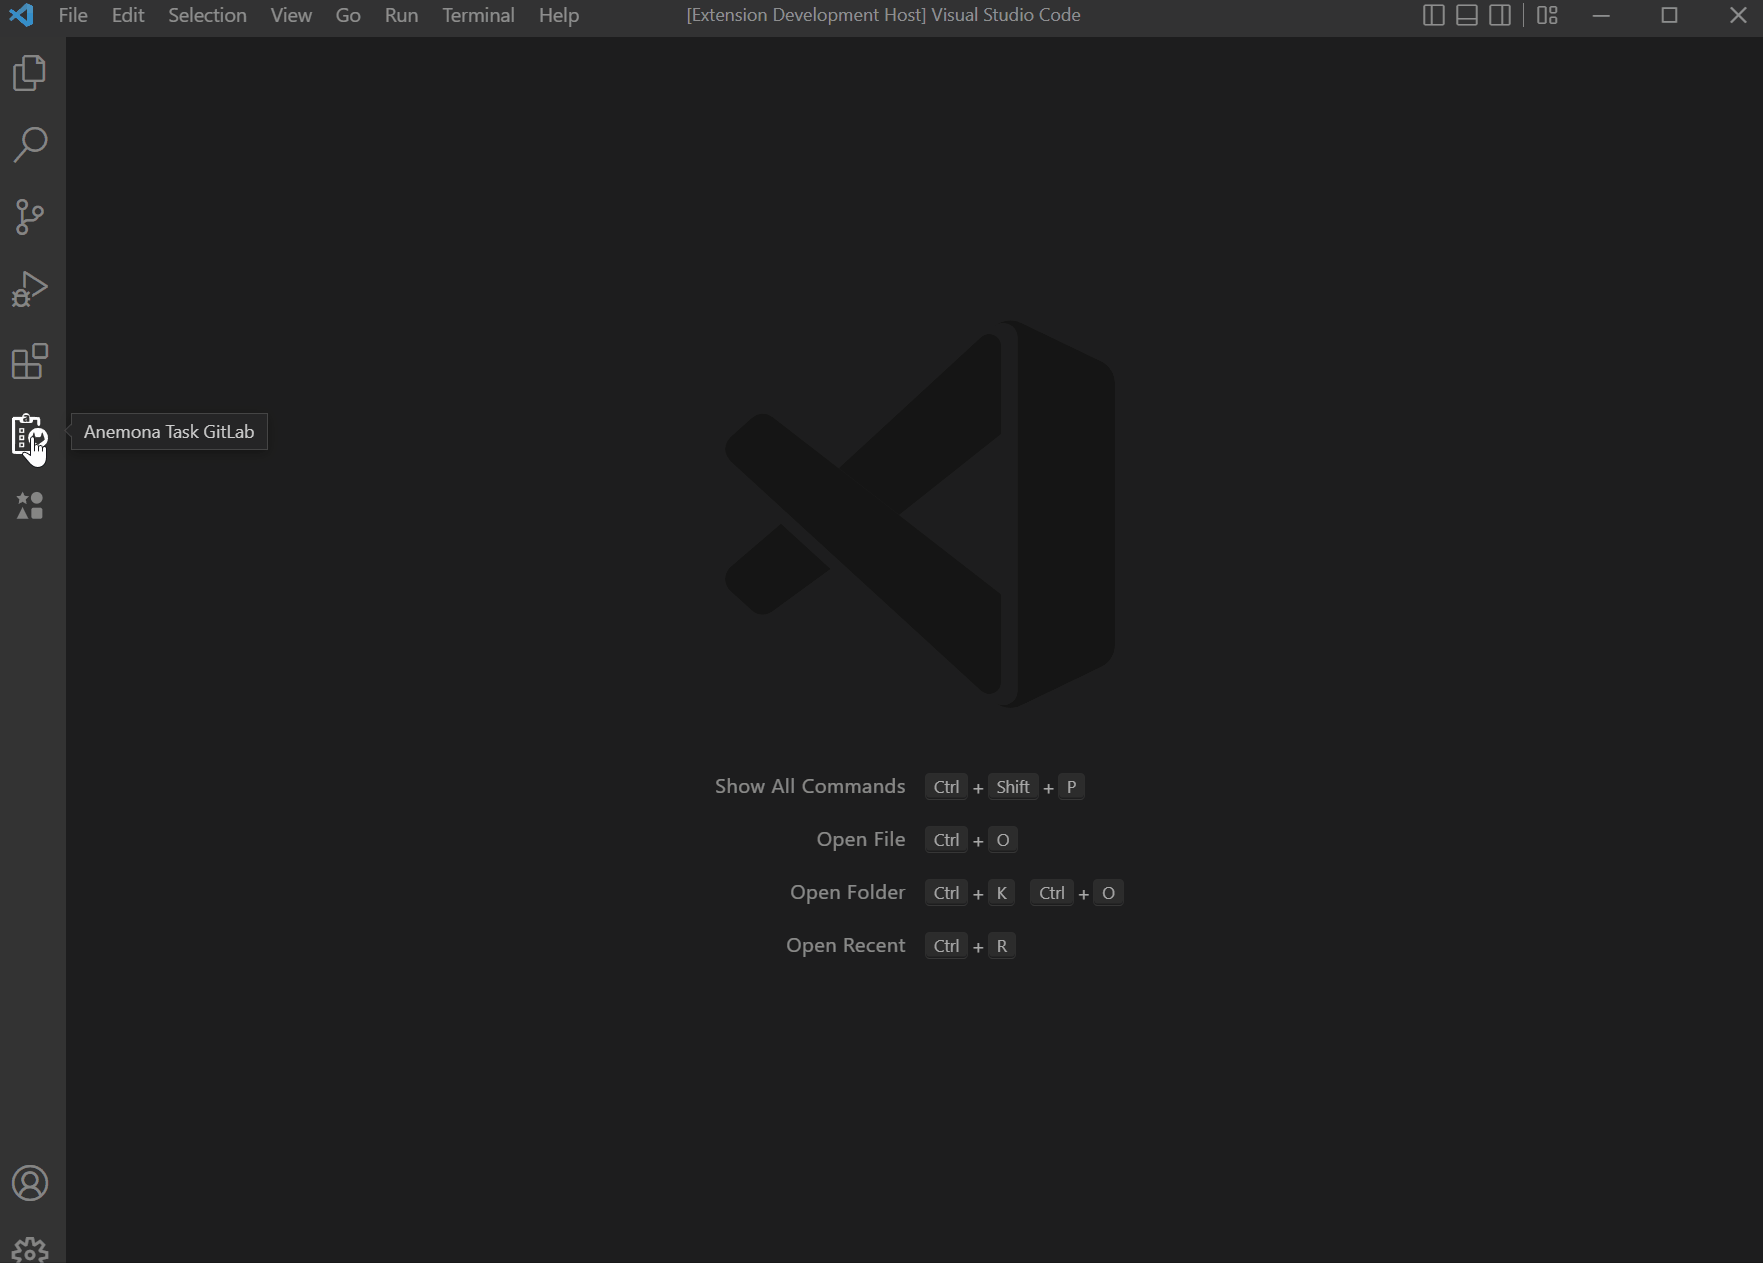 File Edit Selection View Go Run Terminal Help [Extension Development Host] Visual Studio Code
Anemona Task GitLab
Show All Commands Ctrl + Shift + P
Open File Ctrl + O
Open Folder Ctrl + K Ctrl + O
Open Recent Ctrl + R